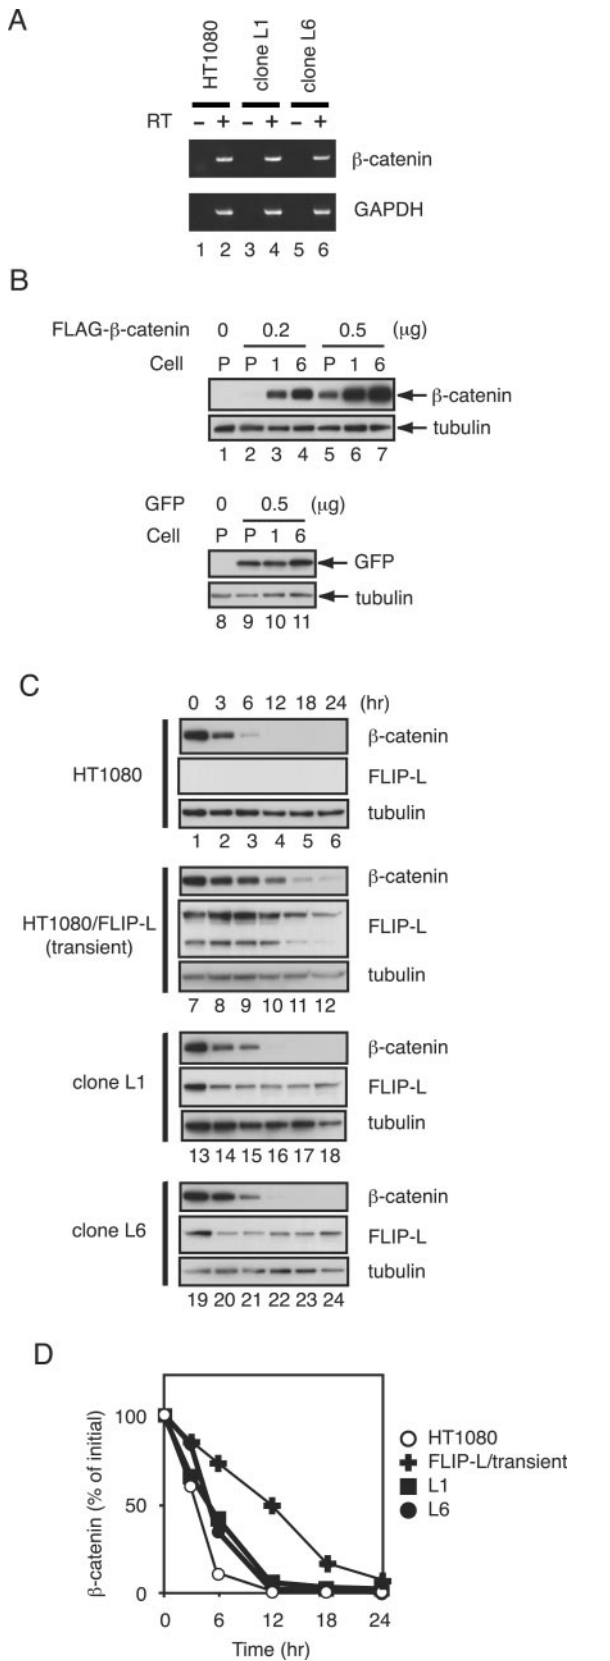 A
HT1080
clone L1
clone L6
RT − + − + − +
β-catenin
GAPDH
1 2 3 4 5 6
B
FLAG-β-catenin 0 0.2 0.5 (μg)
Cell P P 1 6 P 1 6
β-catenin
tubulin
1 2 3 4 5 6 7
GFP 0 0.5 (μg)
Cell P P 1 6
GFP
tubulin
8 9 10 11
C
0 3 6 12 18 24 (hr)
β-catenin
HT1080
FLIP-L
tubulin
1 2 3 4 5 6
β-catenin
HT1080/FLIP-L
(transient)
FLIP-L
tubulin
7 8 9 10 11 12
β-catenin
clone L1
FLIP-L
tubulin
13 14 15 16 17 18
β-catenin
clone L6
FLIP-L
tubulin
19 20 21 22 23 24
D
β-catenin (% of initial)
100
50
0
0 6 12 18 24
Time (hr)
HT1080
FLIP-L/transient
L1
L6